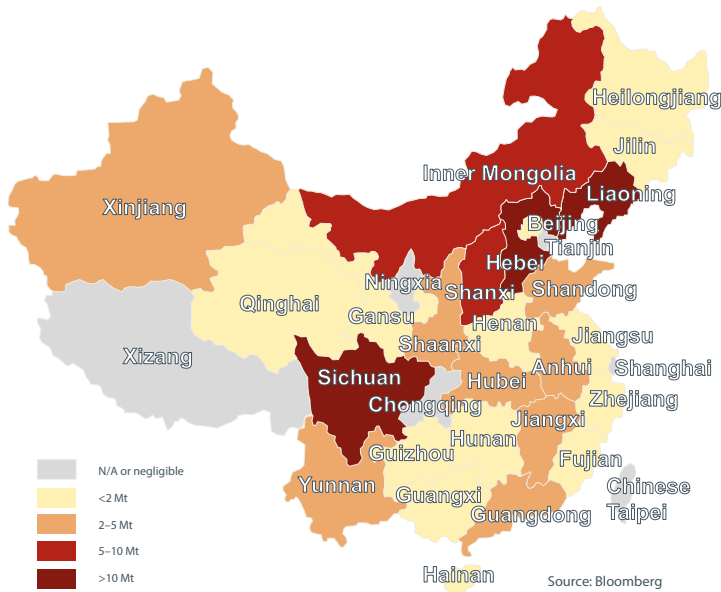 Heilongjiang
Jilin
Inner Mongolia
Liaoning
Xinjiang
Beijing
Tianjin
Hebei
Ningxia
Shanxi
Shandong
Qinghai
Gansu
Henan
Jiangsu
Shaanxi
Xizang
Shanghai
Anhui
Sichuan
Hubei
Zhejiang
Chongqing
Jiangxi
Hunan
Guizhou
Fujian
N/A or negligible
Yunnan
Chinese
Taipei
<2 Mt
Guangxi
Guangdong
2–5 Mt
5–10 Mt
Hainan
>10 Mt
Source: Bloomberg